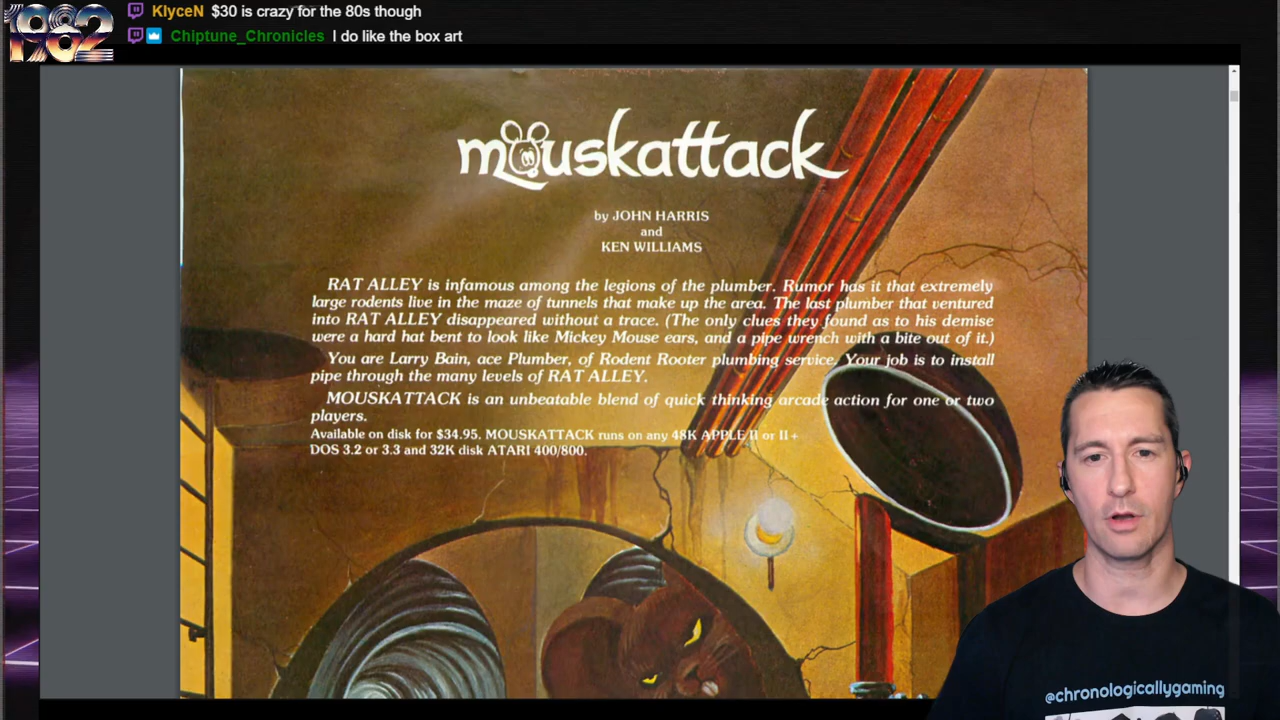 1982
KlyceN $30 is crazy for the 80s though
Chiptune_Chronicles I do like the box art
mouskattack
by JOHN HARRIS
and
KEN WILLIAMS
RAT ALLEY is infamous among the legions of the plumber. Rumor has it that extremely
large rodents live in the maze of tunnels that make up the area. The last plumber that ventured
into RAT ALLEY disappeared without a trace. (The only clues they found as to his demise
were a hard hat bent to look like Mickey Mouse ears, and a pipe wrench with a bite out of it.)
You are Larry Bain, ace Plumber, of Rodent Rooter plumbing service. Your job is to install
pipe through the many levels of RAT ALLEY.
MOUSKATTACK is an unbeatable blend of quick thinking arcade action for one or two
players.
Available on disk for $34.95. MOUSKATTACK runs on any 48K APPLE II or II+
DOS 3.2 or 3.3 and 32K disk ATARI 400/800.
@chronologicallygaming